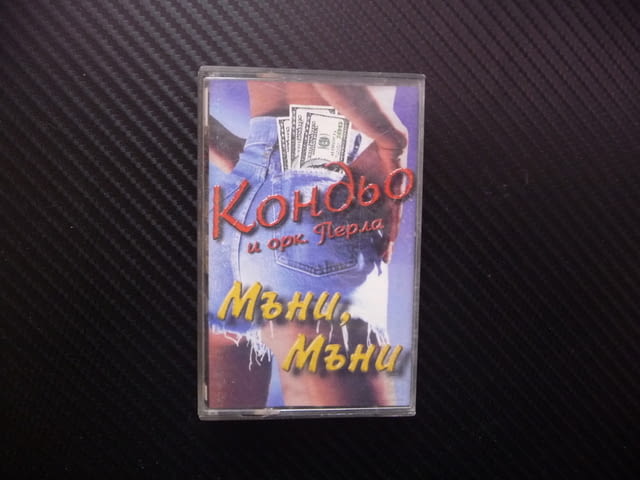 Кондьо
и орк. Перла
Мъни,
Мъни